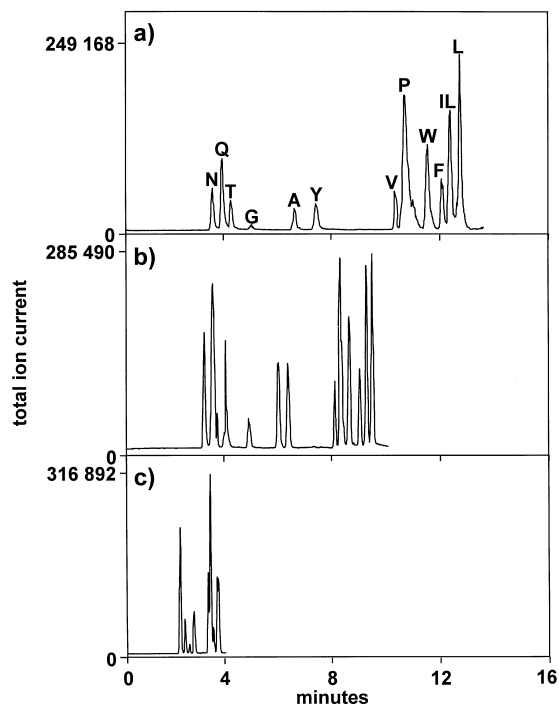 a)
249 168
L
P
IL
Q
W
N
T
F
V
A
Y
G
0
b)
285 490
total ion current
0
c)
316 892
0
0 4 8 12 16
minutes